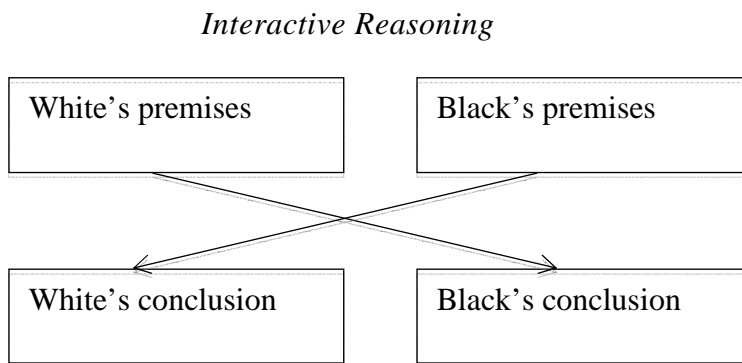 Interactive Reasoning
White’s premises
Black’s premises
White’s conclusion
Black’s conclusion